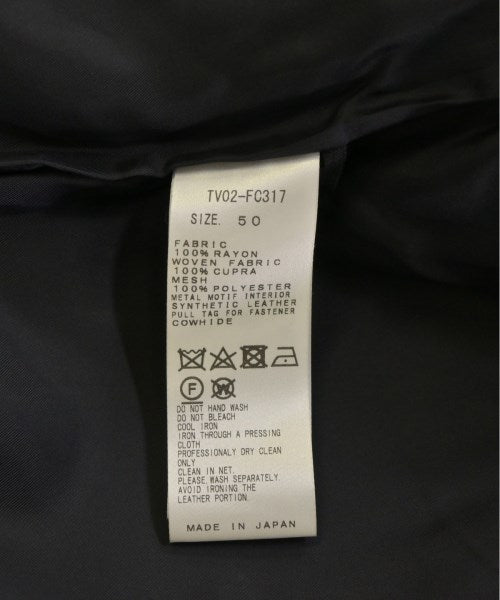 TV02-FC317
SIZE. 50
FABRIC
100% RAYON
WOVEN FABRIC
100% CUPRA
MESH
100% POLYESTER
METAL MOTIF INTERIOR
SYNTHETIC LEATHER
PULL TAG FOR FASTENER
COWHIDE
F W
DO NOT HAND WASH
DO NOT BLEACH
COOL IRON
IRON THROUGH A PRESSING
CLOTH
PROFESSIONALY DRY CLEAN
ONLY
CLEAN IN NET.
PLEASE WASH SEPARATELY.
AVOID IRONING THE
LEATHER PORTION.
MADE IN JAPAN